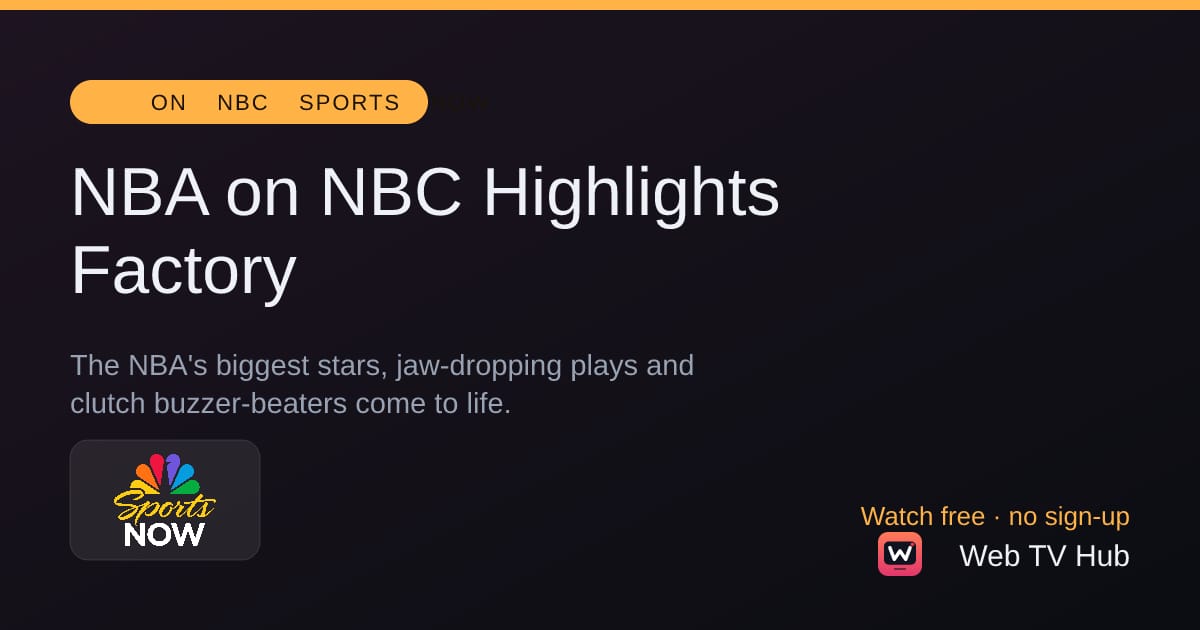 ON NBC SPORTS NOW
NBA on NBC Highlights
Factory
The NBA's biggest stars, jaw-dropping plays and
clutch buzzer-beaters come to life.
Sports
NOW
Watch free · no sign-up
W
Web TV Hub